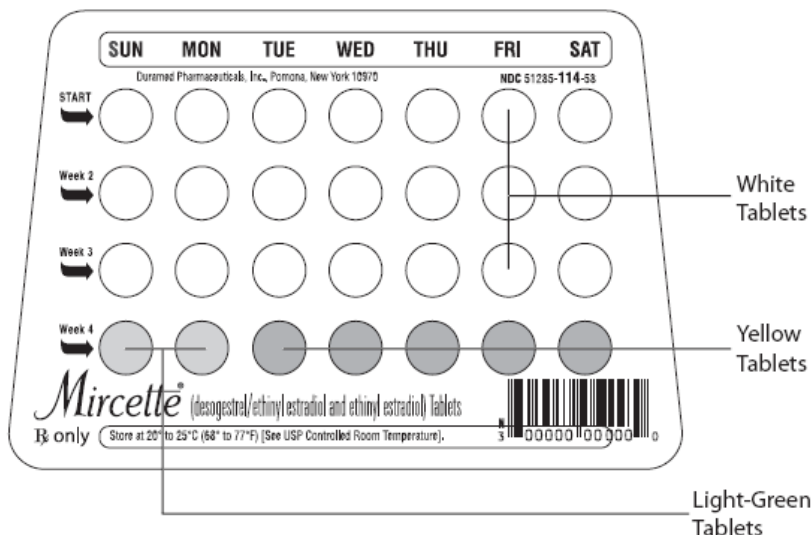 SUN MON TUE WED THU FRI SAT
Duramed Pharmaceuticals, Inc., Pomona, New York 10970 NDC 51285-114-58
START
Week 2
White
Tablets
Week 3
Week 4
Yellow
Tablets
Mircette® (desogestrel/ethinyl estradiol and ethinyl estradiol) Tablets
℞ only Store at 20° to 25°C (68° to 77°F) [See USP Controlled Room Temperature].
N
3 00000 00000 0
Light-Green
Tablets